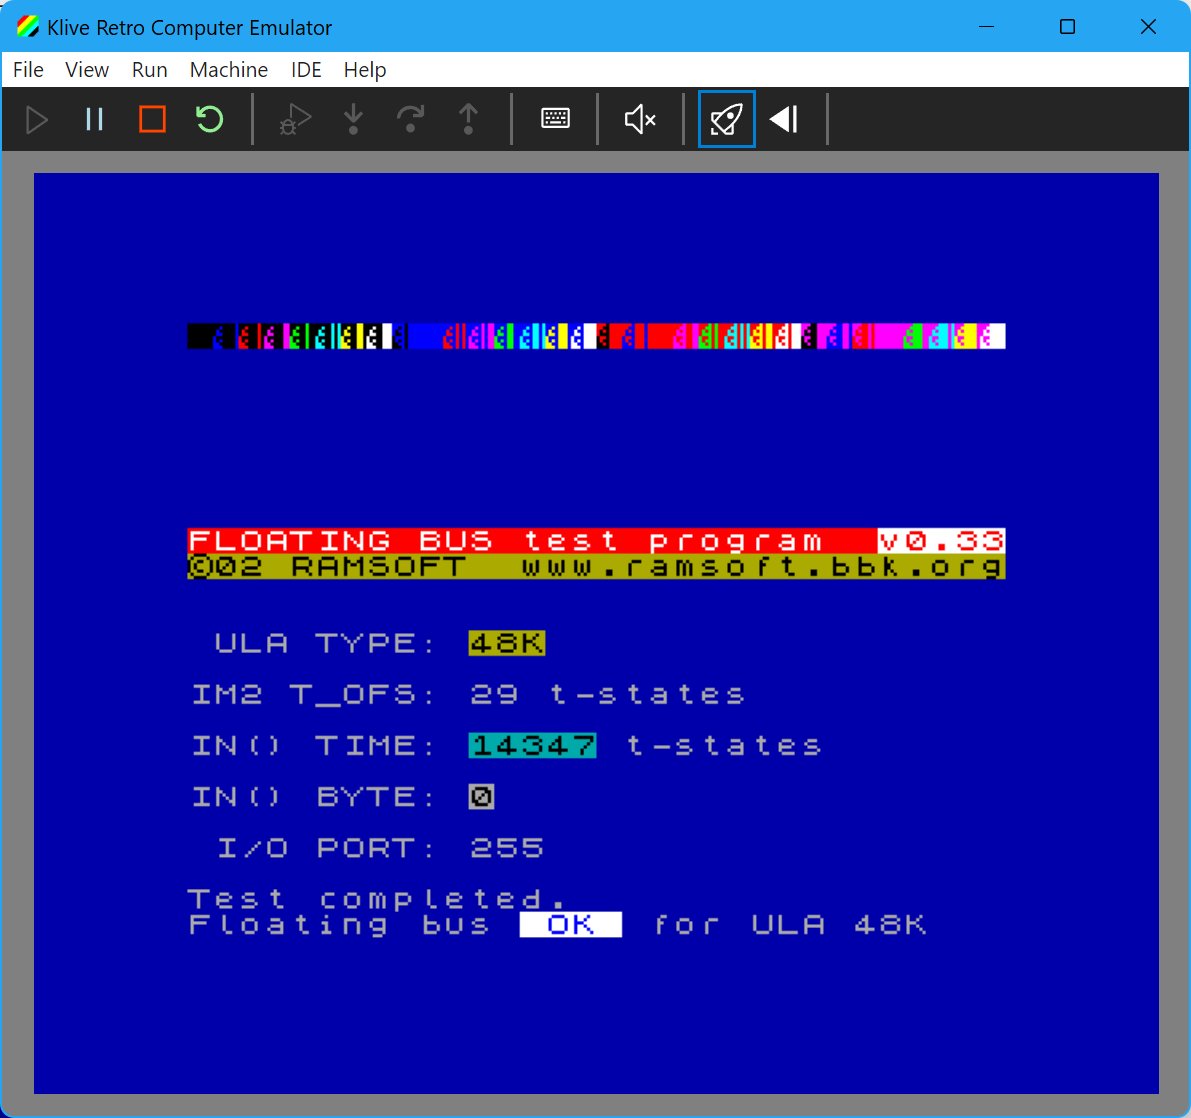 Klive Retro Computer Emulator
File View Run Machine IDE Help
FLOATING BUS test program v0.33
©02 RAMSOFT www.ramsoft.bbk.org
ULA TYPE: 48K
IM2 T_OFS: 29 t-states
IN() TIME: 14347 t-states
IN() BYTE: 0
I/O PORT: 255
Test completed.
Floating bus OK for ULA 48K